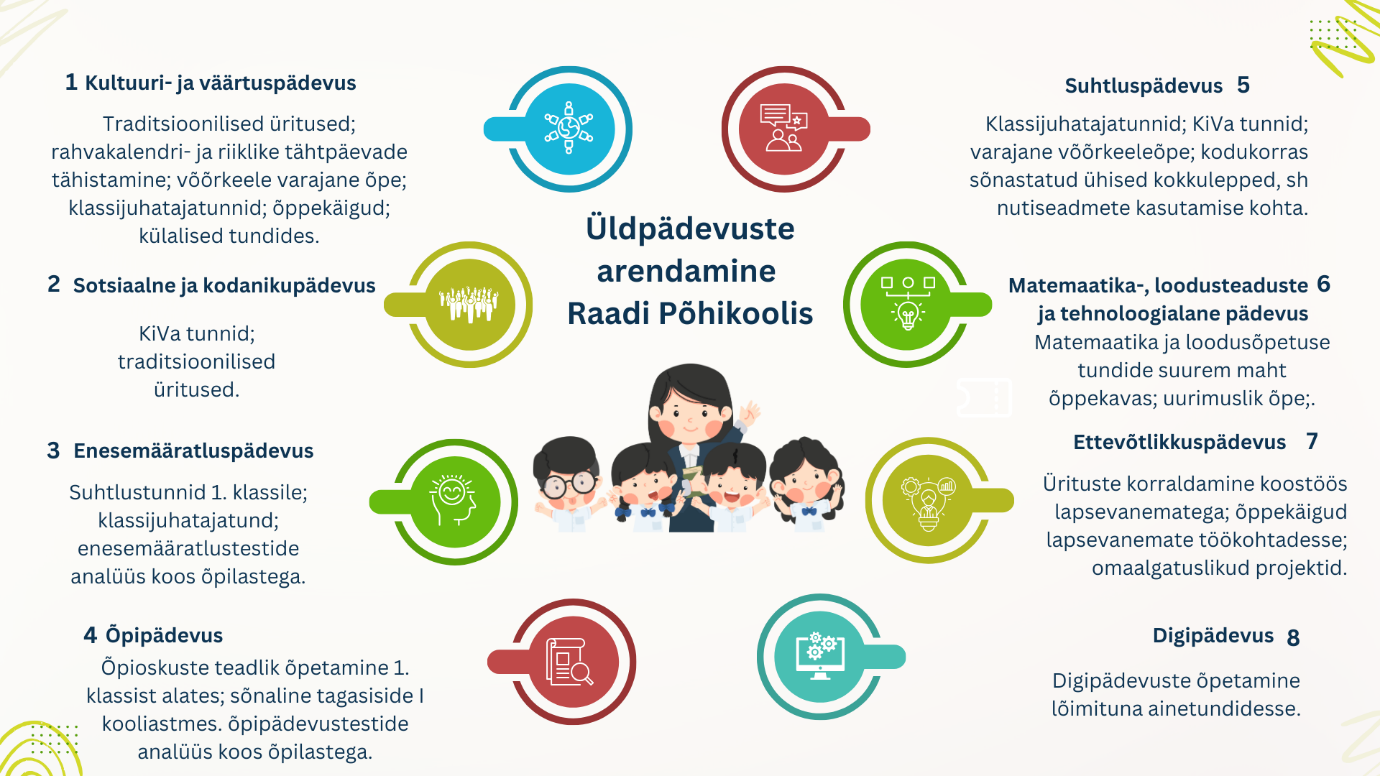 1 Kultuuri- ja väärtuspädevus
Traditsioonilised üritused;
rahvakalendri- ja riiklike tähtpäevade
tähistamine; võõrkeele varajane õpe;
klassijuhatajatunnid; õppekäigud;
külalised tundides.
2 Sotsiaalne ja kodanikupädevus
KiVa tunnid;
traditsioonilised
üritused.
3 Enesemääratluspädevus
Suhtlustunnid 1. klassile;
klassijuhatajatund;
enesemääratlustestide
analüüs koos õpilastega.
4 Õpipädevus
Õpioskuste teadlik õpetamine 1.
klassist alates; sõnaline tagasiside I
kooliastmes. õpipädevustestide
analüüs koos õpilastega.
Üldpädevuste
arendamine
Raadi Põhikoolis
Suhtluspädevus 5
Klassijuhatajatunnid; KiVa tunnid;
varajane võõrkeeleõpe; kodukorras
sõnastatud ühised kokkulepped, sh
nutiseadmete kasutamise kohta.
Matemaatika-, loodusteaduste 6
ja tehnoloogialane pädevus
Matemaatika ja loodusõpetuse
tundide suurem maht
õppekavas; uurimuslik õpe;.
Ettevõtlikkuspädevus 7
Ürituste korraldamine koostöös
lapsevanematega; õppekäigud
lapsevanemate töökohtadesse;
omaalgatuslikud projektid.
Digipädevus 8
Digipädevuste õpetamine
lõimituna ainetundidesse.